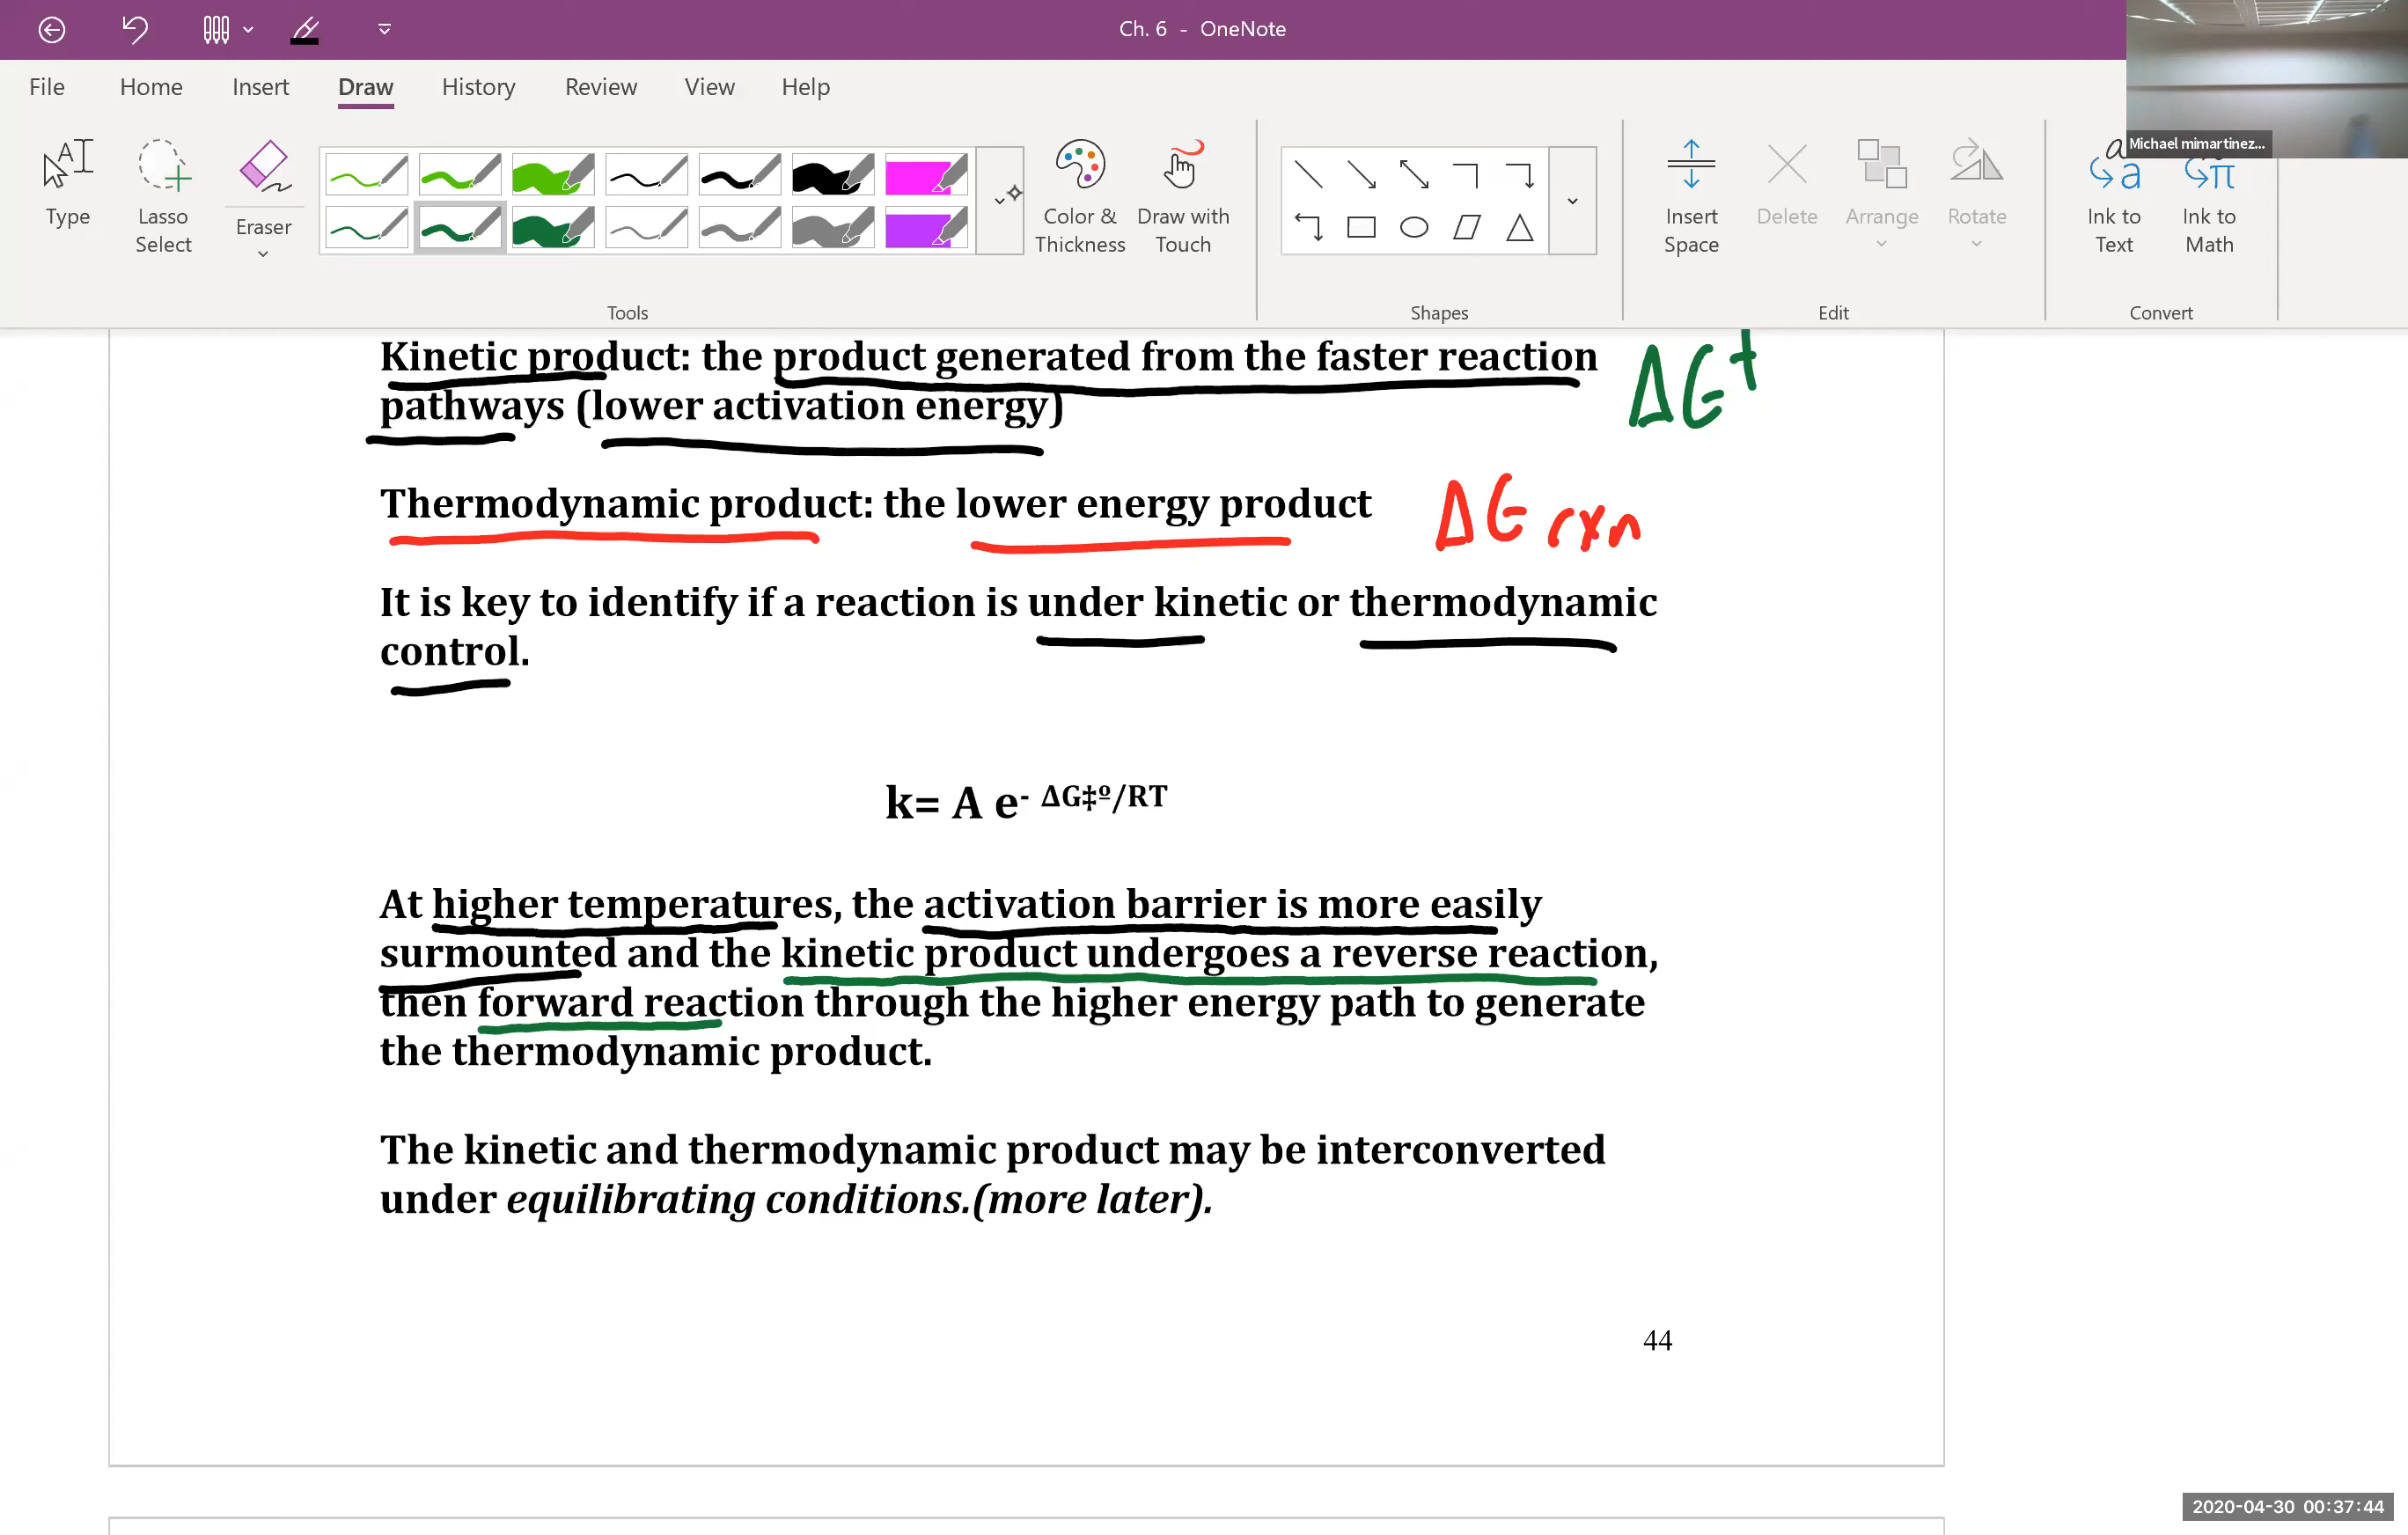 Ch. 6 - OneNote
File Home Insert Draw History Review View Help
Michael mimartinez...
Type
Lasso Select
Eraser
Color & Thickness
Draw with Touch
Insert Space
Delete
Arrange
Rotate
Ink to Text
Ink to Math
Tools
Shapes
Edit
Convert
Kinetic product: the product generated from the faster reaction
pathways (lower activation energy)
ΔG‡
Thermodynamic product: the lower energy product
ΔG rxn
It is key to identify if a reaction is under kinetic or thermodynamic
control.
k= A e- ΔG‡º/RT
At higher temperatures, the activation barrier is more easily
surmounted and the kinetic product undergoes a reverse reaction,
then forward reaction through the higher energy path to generate
the thermodynamic product.
The kinetic and thermodynamic product may be interconverted
under equilibrating conditions.(more later).
44
2020-04-30 00:37:44